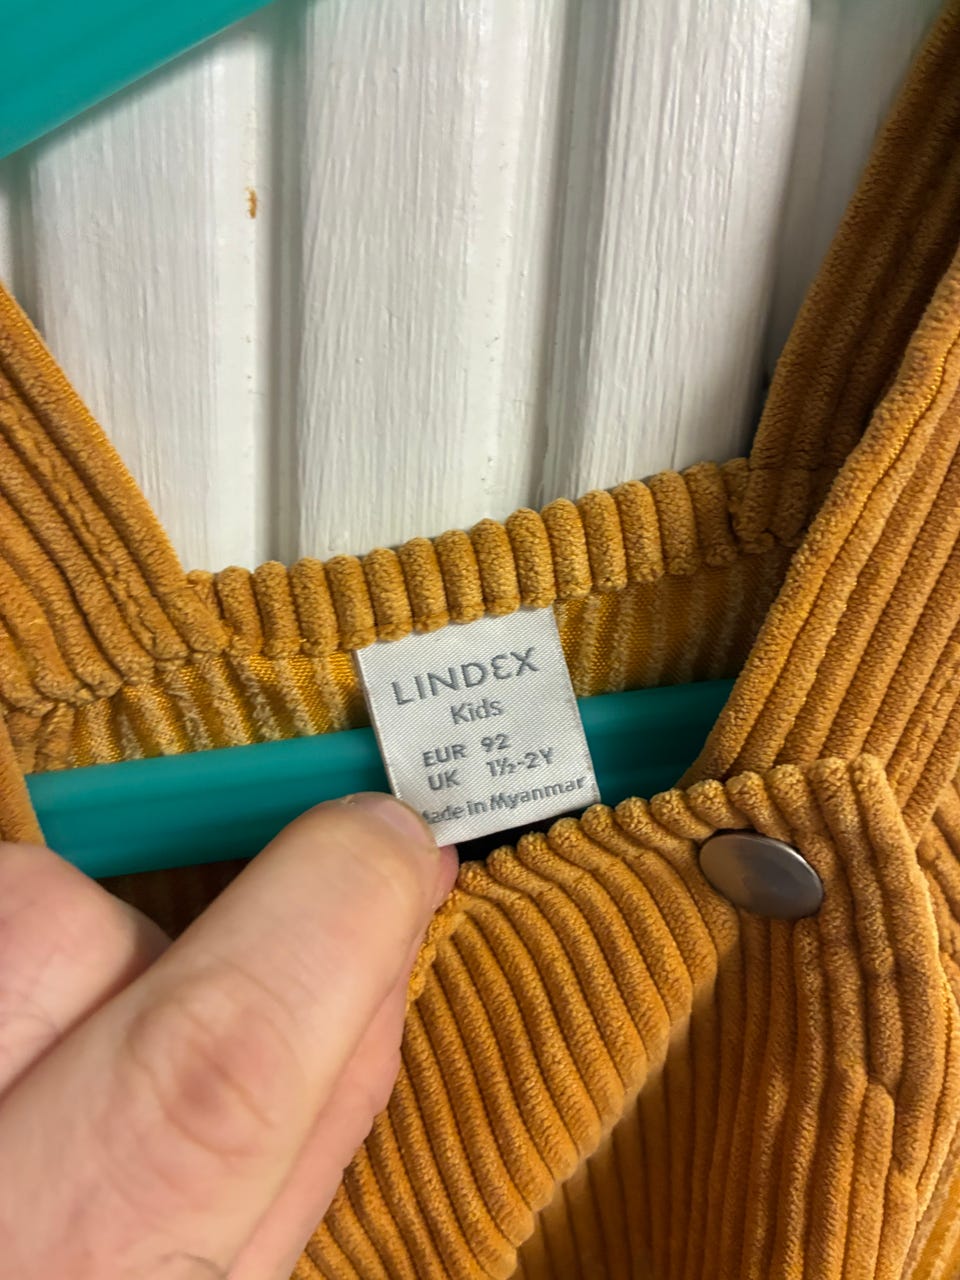 LINDEX
Kids
EUR 92
UK 1½-2Y
Made in Myanmar